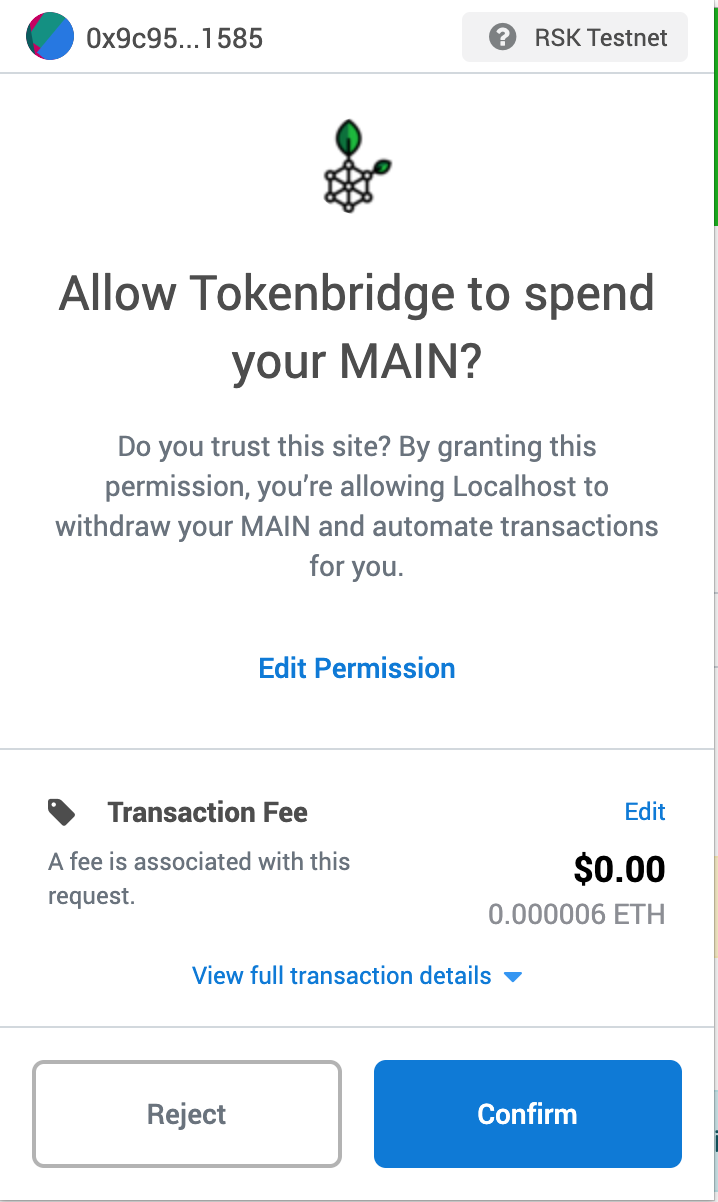 0x9c95...1585
RSK Testnet
Allow Tokenbridge to spend
your MAIN?
Do you trust this site? By granting this
permission, you’re allowing Localhost to
withdraw your MAIN and automate transactions
for you.
Edit Permission
Transaction Fee
Edit
A fee is associated with this
request.
$0.00
0.000006 ETH
View full transaction details
Reject
Confirm